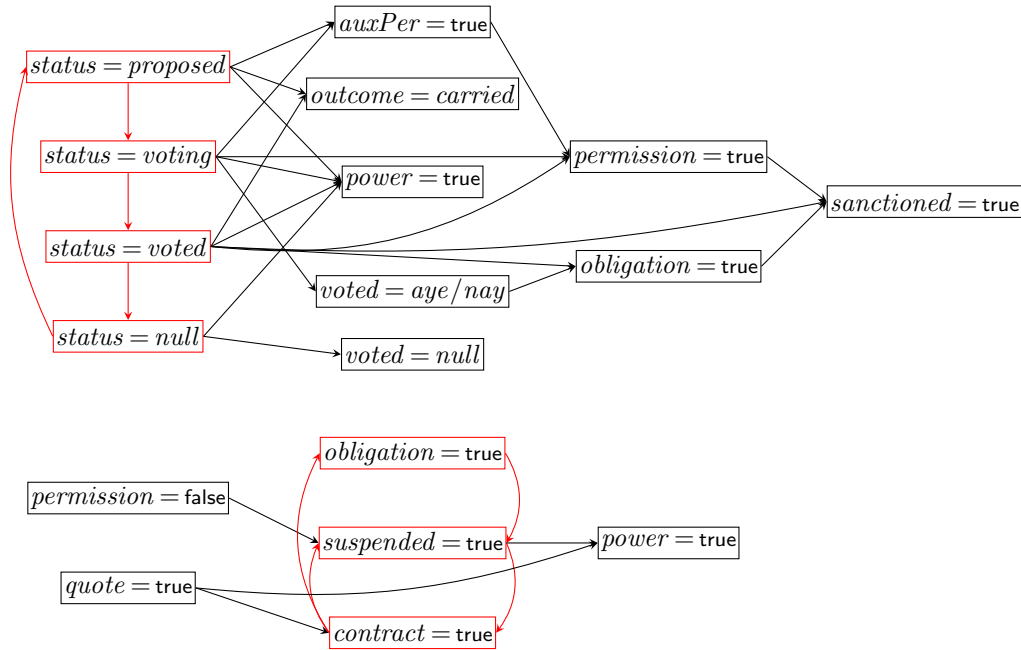 auxPer = true
status = proposed
outcome = carried
status = voting
permission = true
power = true
sanctioned = true
status = voted
obligation = true
voted = aye/nay
status = null
voted = null
obligation = true
permission = false
suspended = true
power = true
quote = true
contract = true